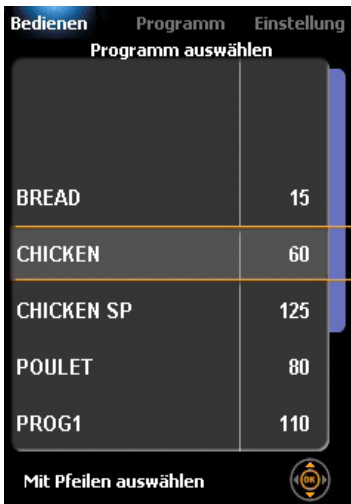 Bedienen Programm Einstellung
Programm auswählen
BREAD 15
CHICKEN 60
CHICKEN SP 125
POULET 80
PROG1 110
Mit Pfeilen auswählen OK